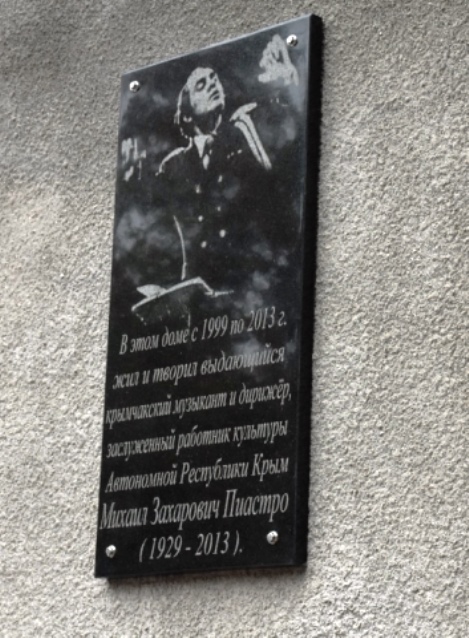 В этом доме с 1999 по 2013 г.
жил и творил выдающийся
крымчакский музыкант и дирижёр,
заслуженный работник культуры
Автономной Республики Крым
Михаил Захарович Пиастро
( 1929 - 2013 ).